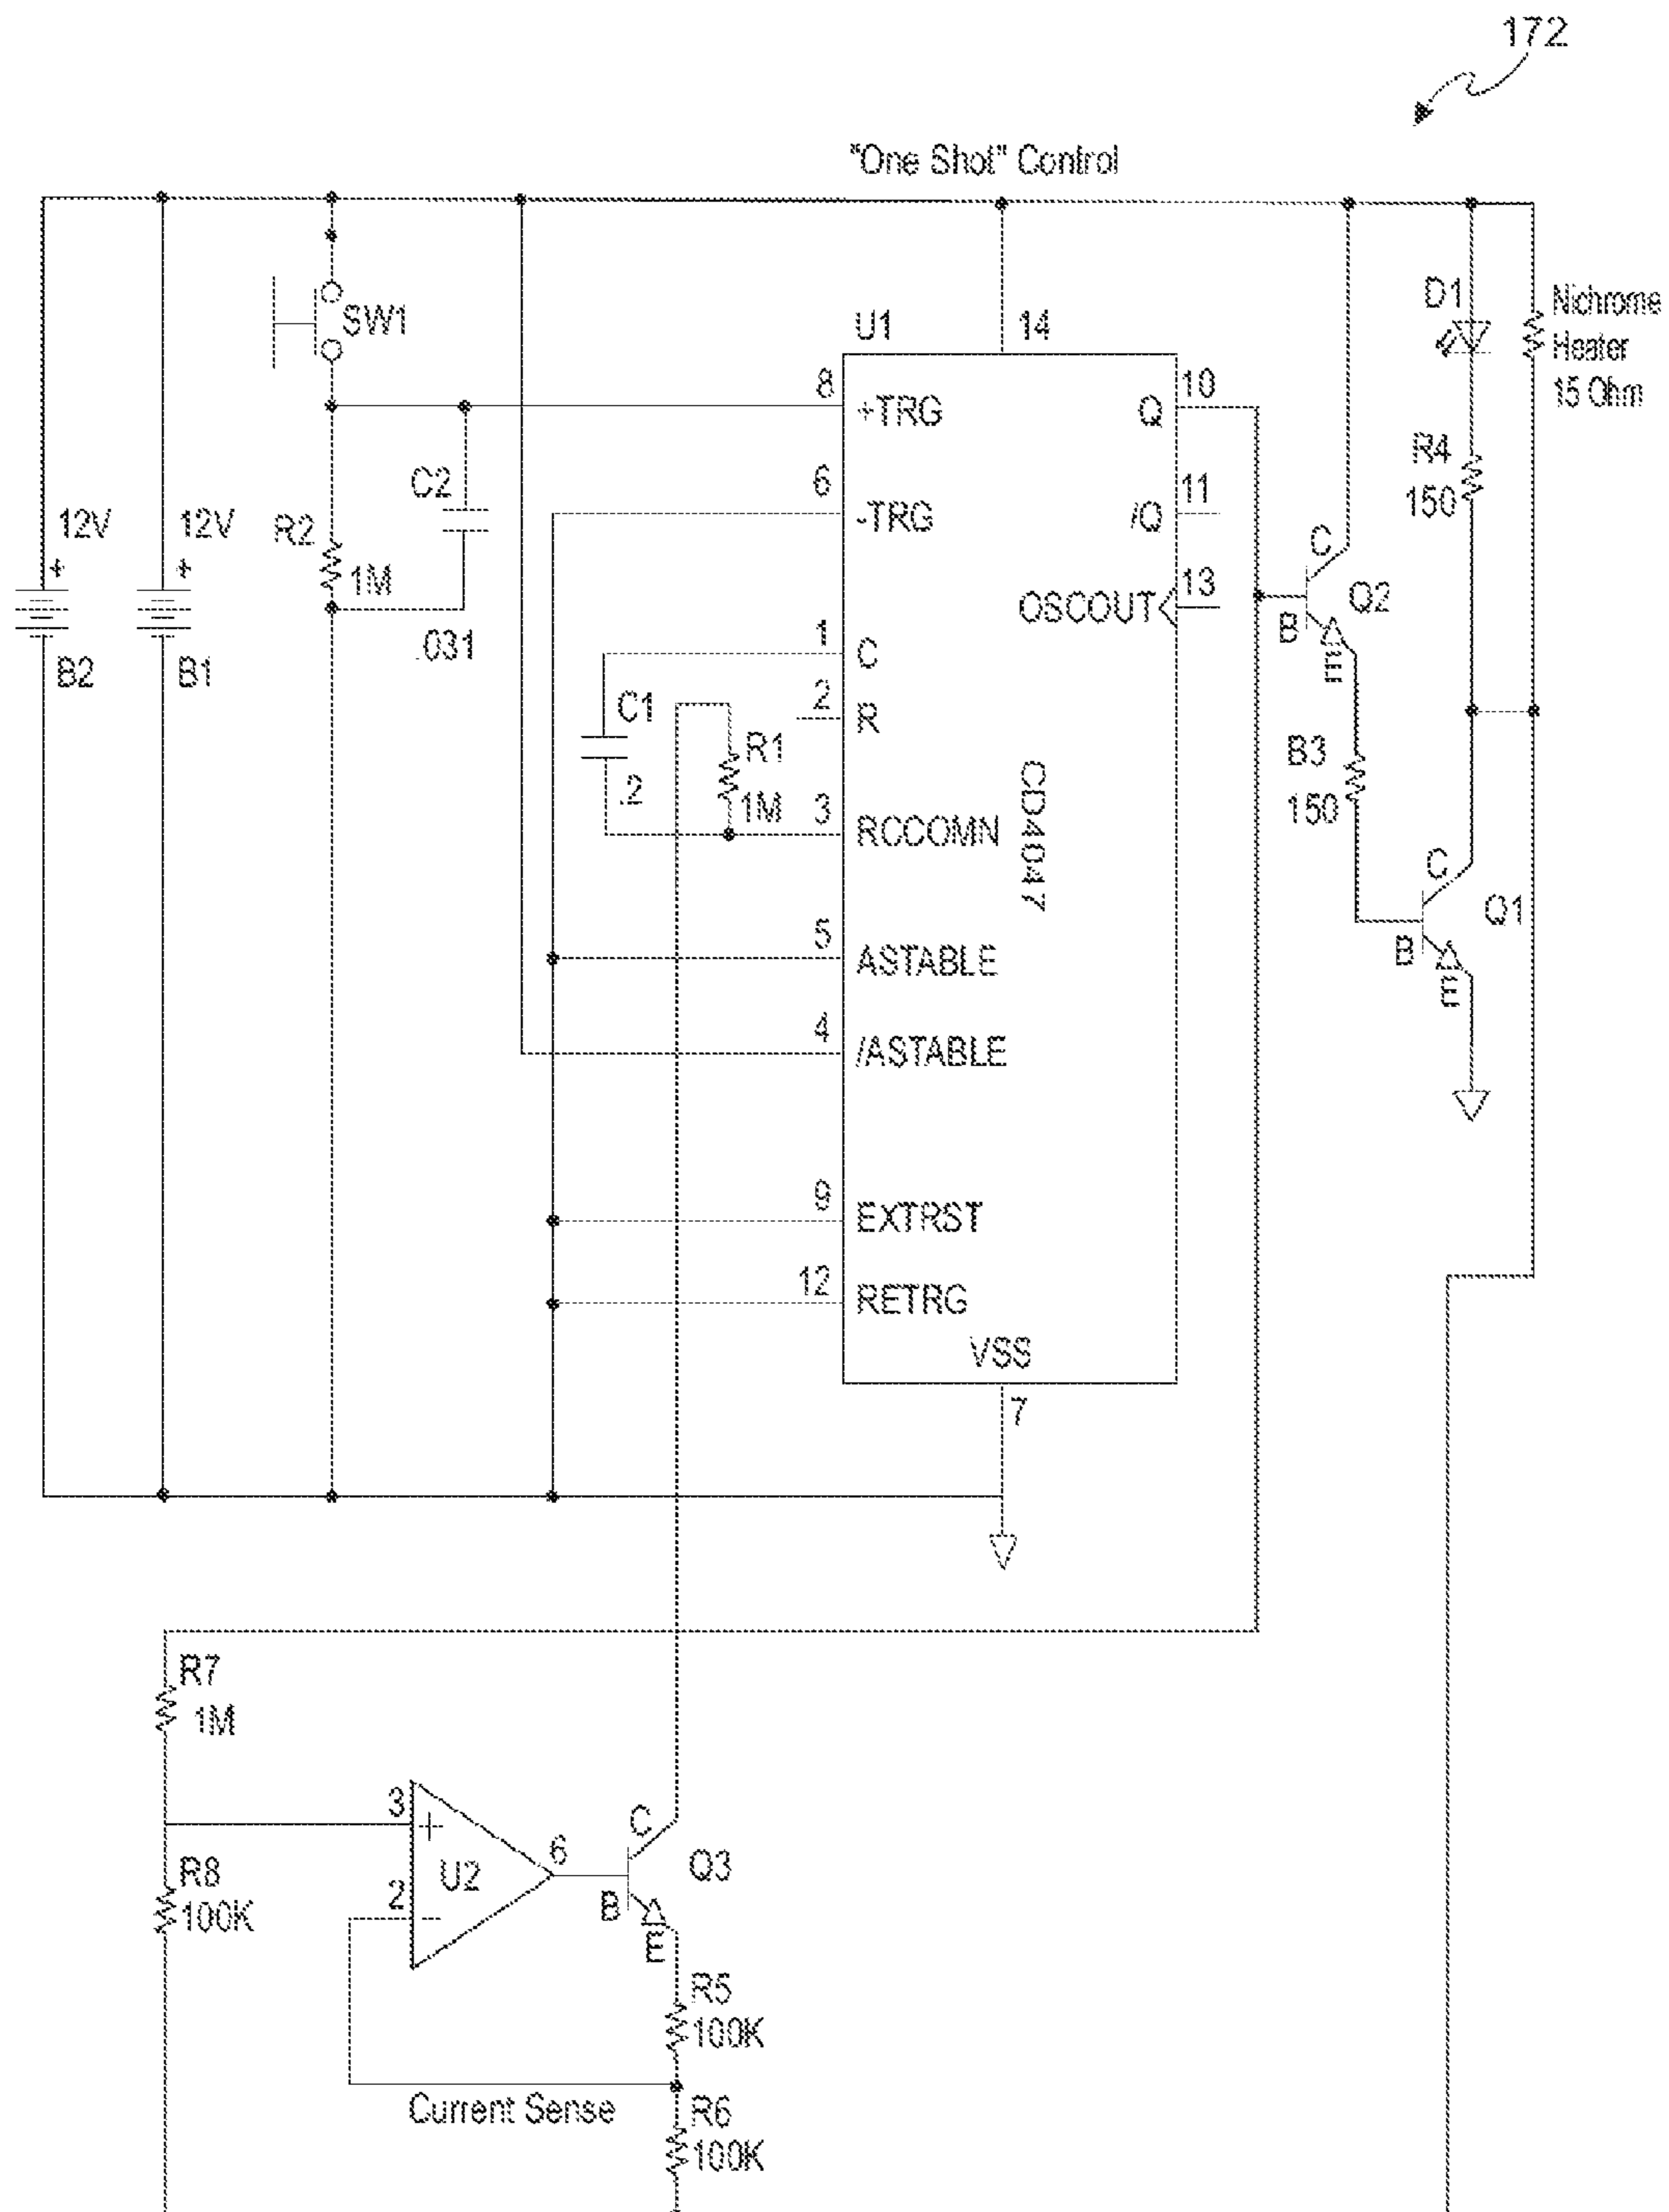 172
"One Shot" Control
SW1
U1
14
D1
Nichrome
Heater
15 Ohm
8
+TRG
Q
10
R4
150
6
-TRG
/Q
11
C2
12V
+
12V
+
R2
1M
C
Q2
B
E
OSCOUT
13
.031
B2
B1
1
C
2
R
C1
.2
R1
1M
B3
150
3
RCCOMN
CD4047
C
Q1
B
E
5
ASTABLE
4
/ASTABLE
9
EXTRST
12
RETRG
VSS
7
R7
1M
3
+
U2
6
C
Q3
B
E
R8
100K
2
-
R5
100K
Current Sense
R6
100K